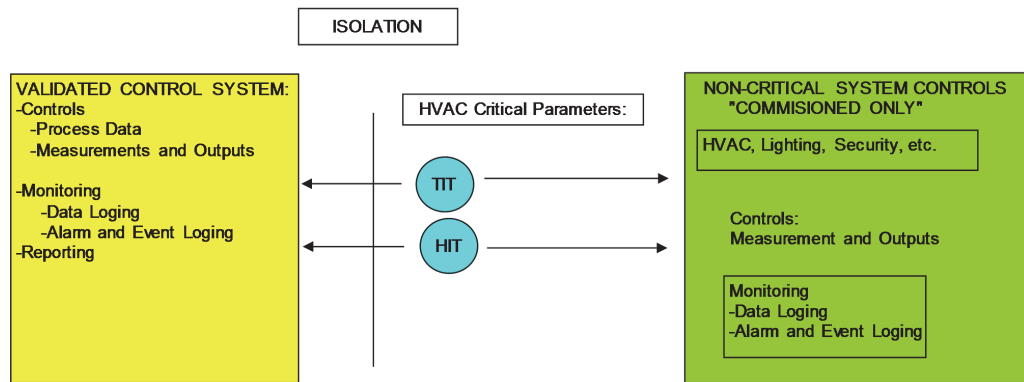 ISOLATION
VALIDATED CONTROL SYSTEM:
-Controls
-Process Data
-Measurements and Outputs
-Monitoring
-Data Loging
-Alarm and Event Loging
-Reporting
HVAC Critical Parameters:
TIT
HIT
NON-CRITICAL SYSTEM CONTROLS
"COMMISIONED ONLY"
HVAC, Lighting, Security, etc.
Controls:
Measurement and Outputs
Monitoring
-Data Loging
-Alarm and Event Loging